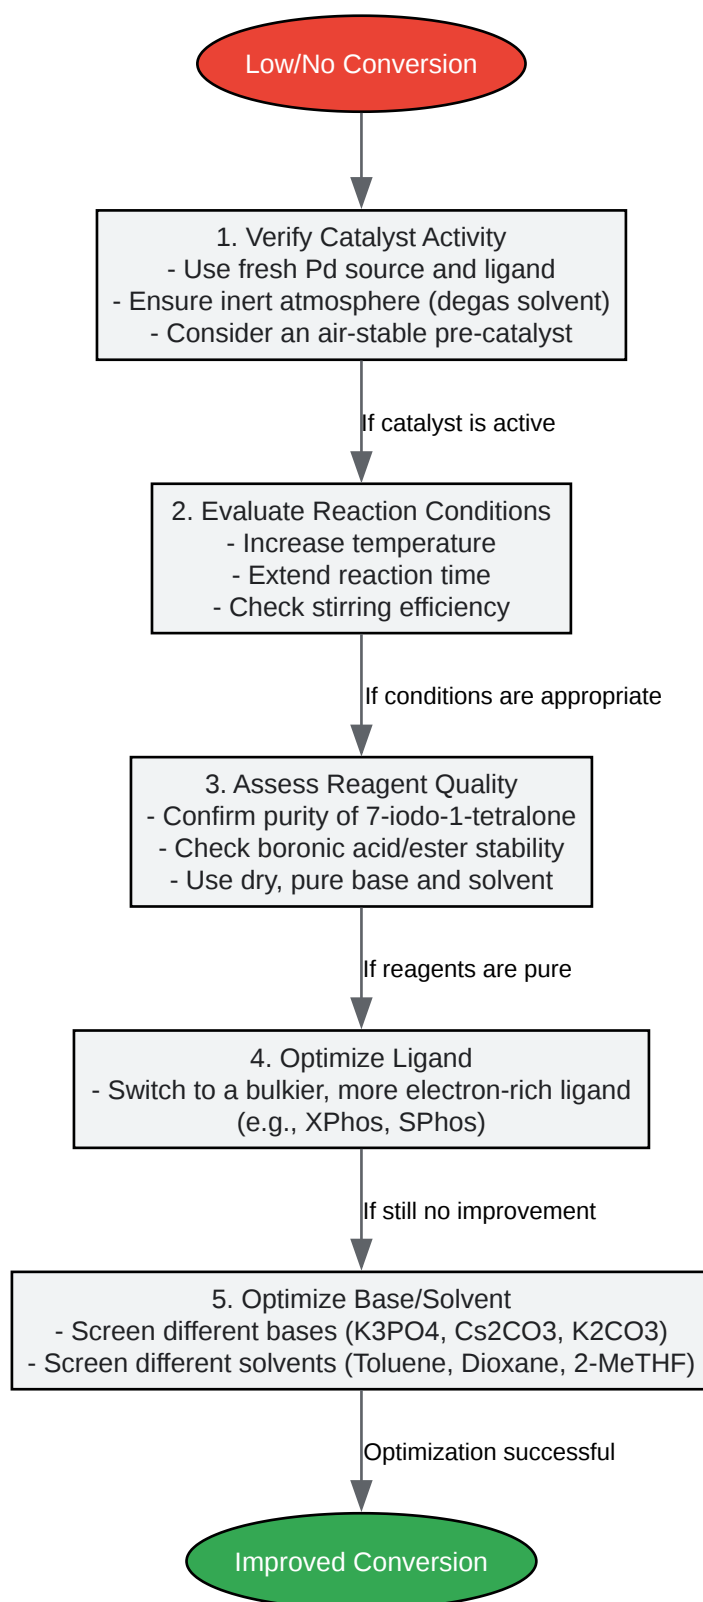 Low/No Conversion
1. Verify Catalyst Activity
- Use fresh Pd source and ligand
- Ensure inert atmosphere (degas solvent)
- Consider an air-stable pre-catalyst
If catalyst is active
2. Evaluate Reaction Conditions
- Increase temperature
- Extend reaction time
- Check stirring efficiency
If conditions are appropriate
3. Assess Reagent Quality
- Confirm purity of 7-iodo-1-tetralone
- Check boronic acid/ester stability
- Use dry, pure base and solvent
If reagents are pure
4. Optimize Ligand
- Switch to a bulkier, more electron-rich ligand
(e.g., XPhos, SPhos)
If still no improvement
5. Optimize Base/Solvent
- Screen different bases (K3PO4, Cs2CO3, K2CO3)
- Screen different solvents (Toluene, Dioxane, 2-MeTHF)
Optimization successful
Improved Conversion